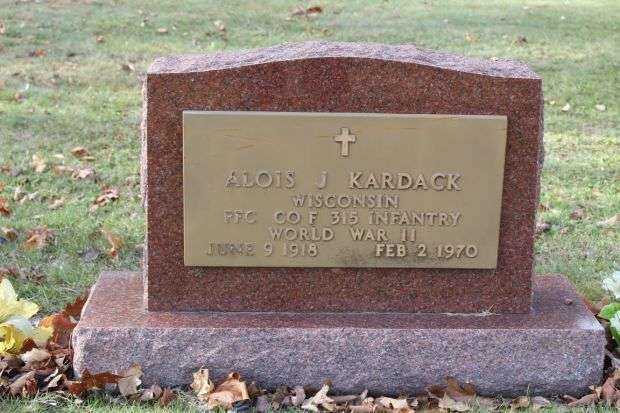 ALOIS J KARDACK
WISCONSIN
PFC CO F 315 INFANTRY
WORLD WAR II
JUNE 9 1918 FEB 2 1970